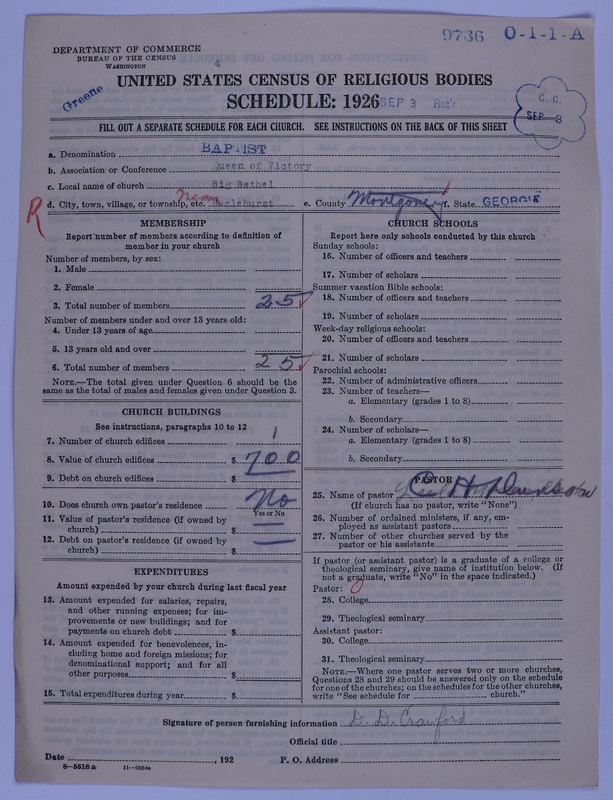 9736 O-1-1-A
DEPARTMENT OF COMMERCE
BUREAU OF THE CENSUS
WASHINGTON
4
Greene
UNITED STATES CENSUS OF RELIGIOUS BODIES
SCHEDULE: 1926 SEP 3 Rec'd
C. C.
SEP - 8
FILL OUT A SEPARATE SCHEDULE FOR EACH CHURCH. SEE INSTRUCTIONS ON THE BACK OF THIS SHEET
a. Denomination BAPTIST
b. Association or Conference Queen of Victory
c. Local name of church Big Bethel
R
d. City, town, village, or township, etc. near Hazlehurst e. County Montgomery f. State GEORGIA
MEMBERSHIP
Report number of members according to definition of
member in your church
Number of members, by sex:
1. Male
2. Female
3. Total number of members 25
Number of members under and over 13 years old:
4. Under 13 years of age
5. 13 years old and over
6. Total number of members 25
NOTE.—The total given under Question 6 should be the
same as the total of males and females given under Question 3.
CHURCH BUILDINGS
See instructions, paragraphs 10 to 12
7. Number of church edifices 1
8. Value of church edifices $ 700
9. Debt on church edifices $
10. Does church own pastor's residence No
Yes or No
11. Value of pastor's residence (if owned by
church) $
12. Debt on pastor's residence (if owned by
church) $
EXPENDITURES
Amount expended by your church during last fiscal year
13. Amount expended for salaries, repairs,
and other running expenses; for im-
provements or new buildings; and for
payments on church debt $
14. Amount expended for benevolences, in-
cluding home and foreign missions; for
denominational support; and for all
other purposes $
15. Total expenditures during year $
CHURCH SCHOOLS
Report here only schools conducted by this church
Sunday schools:
16. Number of officers and teachers
17. Number of scholars
Summer vacation Bible schools:
18. Number of officers and teachers
19. Number of scholars
Week-day religious schools:
20. Number of officers and teachers
21. Number of scholars
Parochial schools:
22. Number of administrative officers
23. Number of teachers—
a. Elementary (grades 1 to 8)
b. Secondary
24. Number of scholars—
a. Elementary (grades 1 to 8)
b. Secondary
PASTOR
25. Name of pastor
(If church has no pastor, write "None")
26. Number of ordained ministers, if any, em-
ployed as assistant pastors
27. Number of other churches served by the
pastor or his assistants
If pastor (or assistant pastor) is a graduate of a college or
theological seminary, give name of institution below. (If
not a graduate, write "No" in the space indicated.)
Pastor: 0
28. College
29. Theological seminary
Assistant pastor:
30. College
31. Theological seminary
NOTE.—Where one pastor serves two or more churches,
Questions 28 and 29 should be answered only on the schedule
for one of the churches; on the schedules for the other churches,
write "See schedule for church."
Signature of person furnishing information D. D. Crawford
Official title
Date , 192 P. O. Address
8—5518 a 11—9054a